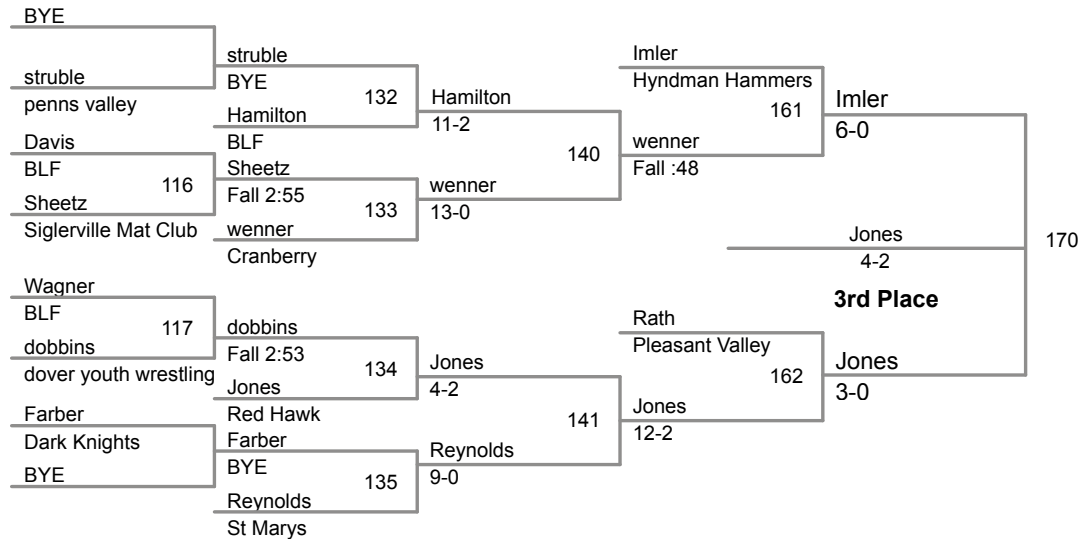 BYE
struble
penns valley
Davis
BLF
116
Sheetz
Siglerville Mat Club
Wagner
BLF
117
dobbins
dover youth wrestling
Farber
Dark Knights
BYE
struble
BYE
132
Hamilton
BLF
Sheetz
Fall 2:55
133
wenner
Cranberry
dobbins
Fall 2:53
134
Jones
Red Hawk
Farber
BYE
135
Reynolds
St Marys
Hamilton
11-2
140
wenner
13-0
Jones
4-2
141
Reynolds
9-0
Imler
Hyndman Hammers
161
wenner
Fall :48
Rath
Pleasant Valley
162
Jones
12-2
Imler
6-0
170
Jones
4-2
3rd Place
Jones
3-0